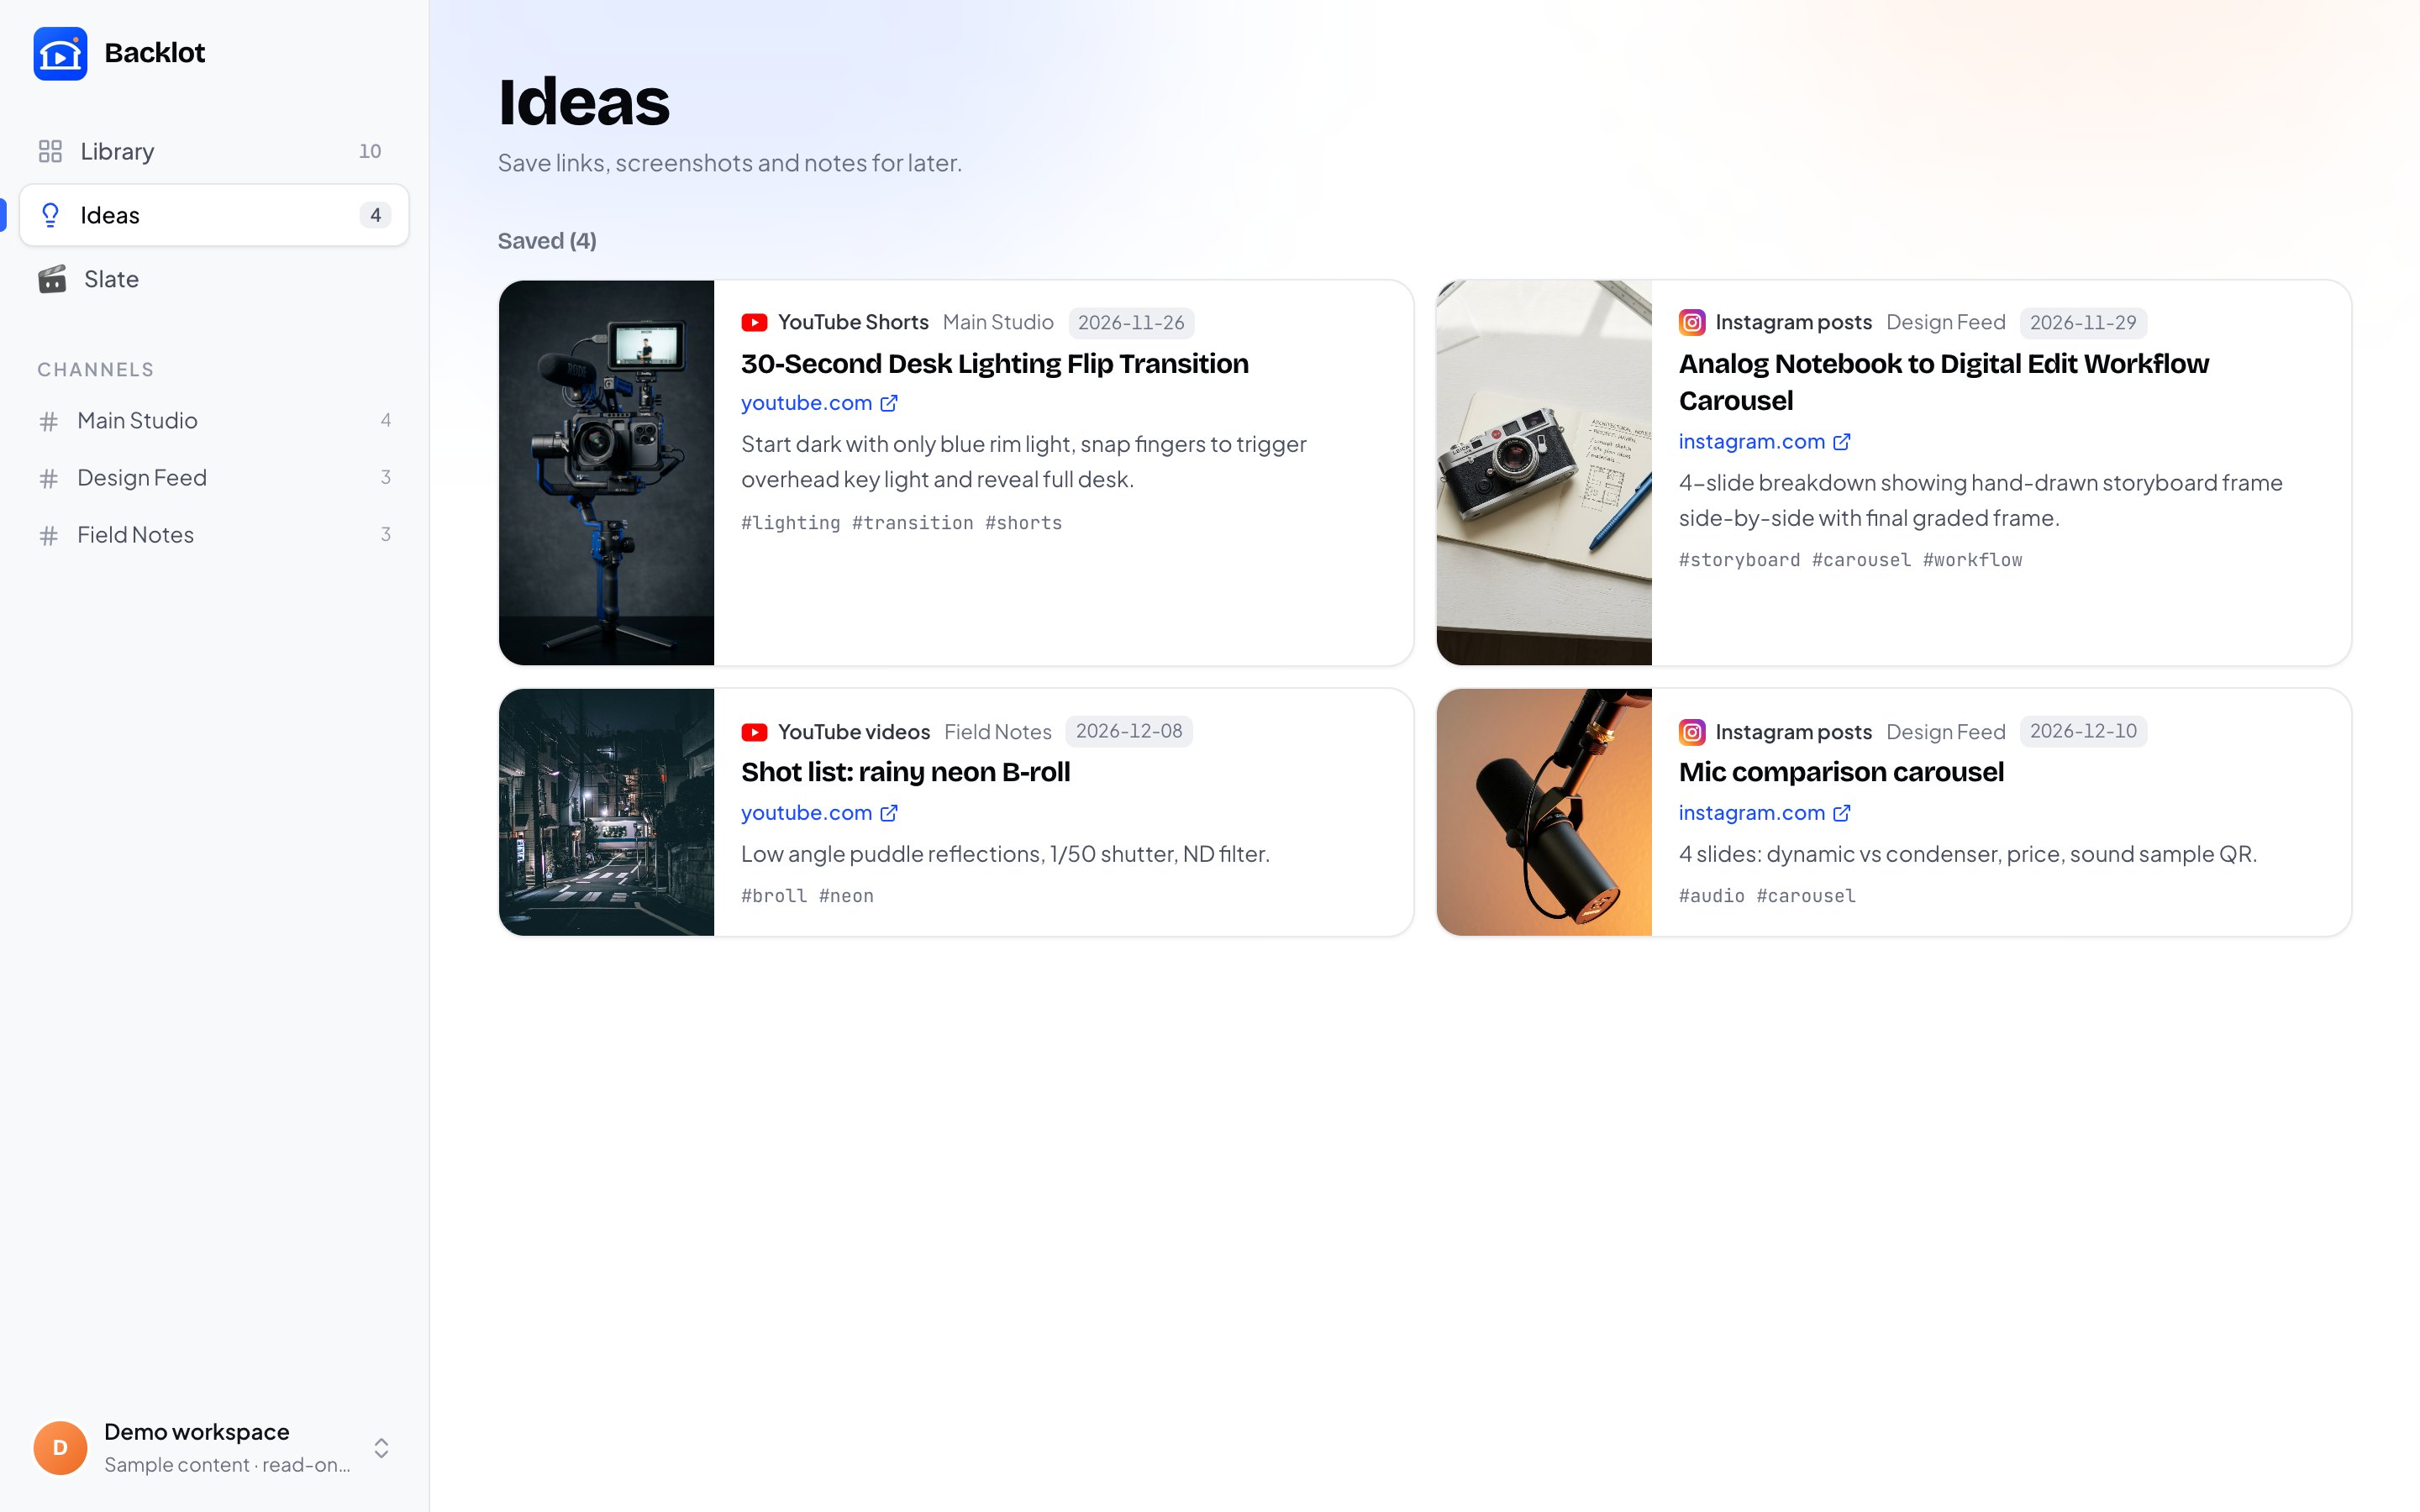 Backlot
Library 10
Ideas 4
Slate
CHANNELS
# Main Studio 4
# Design Feed 3
# Field Notes 3
D
Demo workspace
Sample content · read-on...
Ideas
Save links, screenshots and notes for later.
Saved (4)
RODE
YouTube Shorts Main Studio 2026-11-26
30-Second Desk Lighting Flip Transition
youtube.com
Start dark with only blue rim light, snap fingers to trigger
overhead key light and reveal full desk.
#lighting #transition #shorts
Instagram posts Design Feed 2026-11-29
Analog Notebook to Digital Edit Workflow
Carousel
instagram.com
4-slide breakdown showing hand-drawn storyboard frame
side-by-side with final graded frame.
#storyboard #carousel #workflow
YouTube videos Field Notes 2026-12-08
Shot list: rainy neon B-roll
youtube.com
Low angle puddle reflections, 1/50 shutter, ND filter.
#broll #neon
Instagram posts Design Feed 2026-12-10
Mic comparison carousel
instagram.com
4 slides: dynamic vs condenser, price, sound sample QR.
#audio #carousel